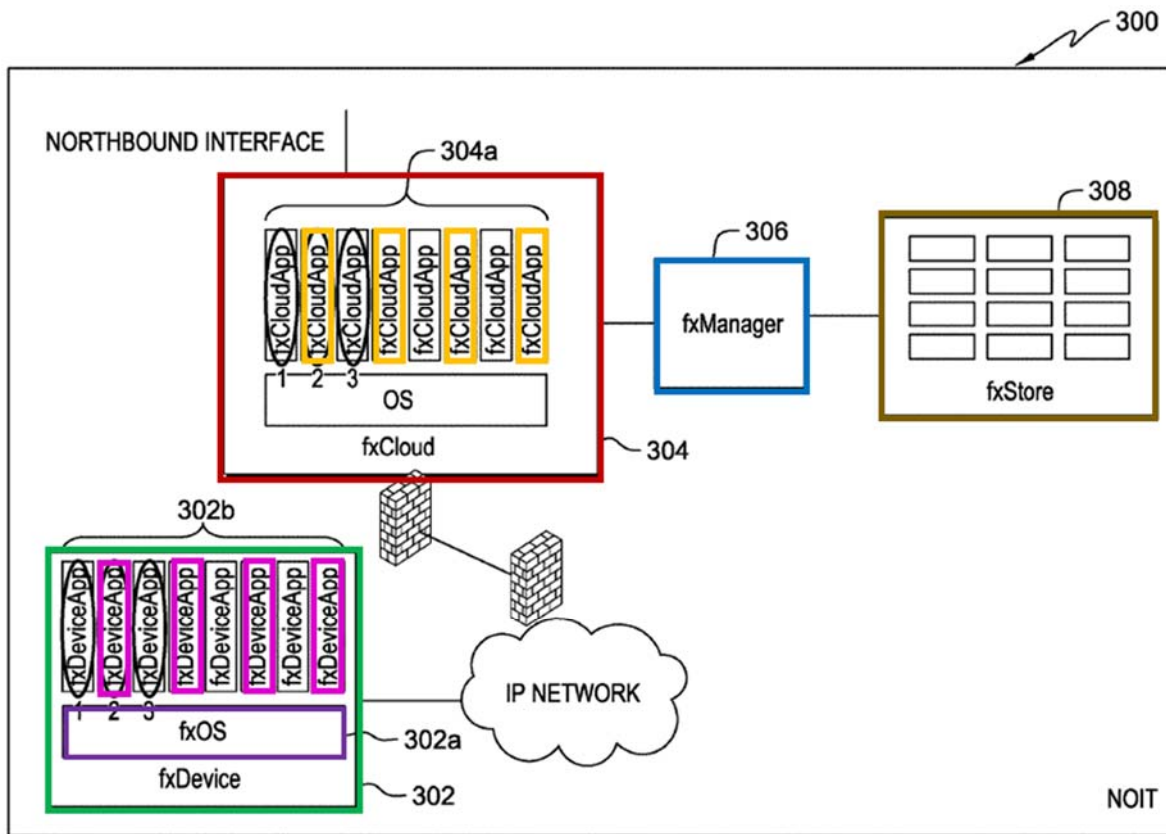 300
NORTHBOUND INTERFACE
304a
308
306
fxCloudApp
fxCloudApp
fxCloudApp
fxCloudApp
fxCloudApp
fxCloudApp
fxCloudApp
fxCloudApp
1 2 3
OS
fxCloud
304
fxManager
fxStore
302b
fxDeviceApp
fxDeviceApp
fxDeviceApp
fxDeviceApp
fxDeviceApp
fxDeviceApp
fxDeviceApp
fxDeviceApp
1 2 3
fxOS
302a
fxDevice
302
IP NETWORK
NOIT